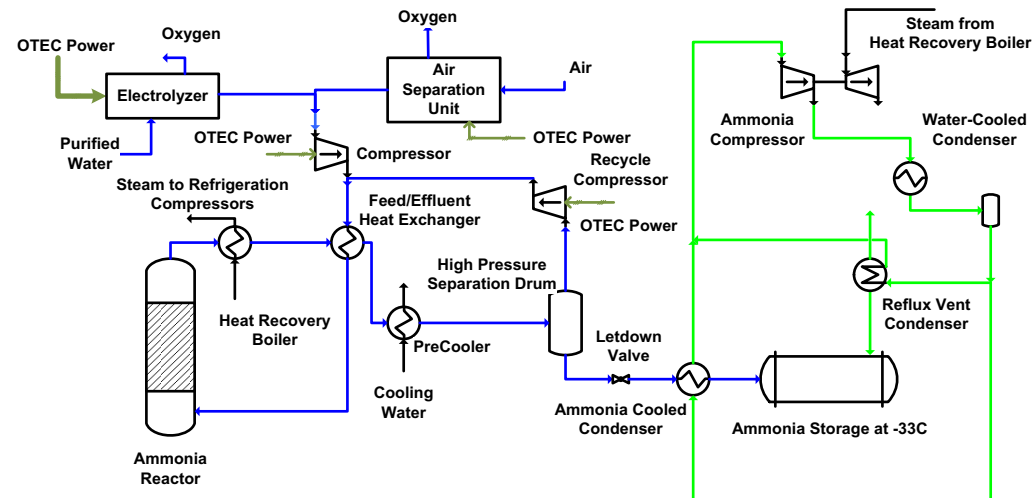 Oxygen
OTEC Power
Electrolyzer
Purified
Water
Oxygen
Air
Separation
Unit
Air
OTEC Power
OTEC Power
Compressor
Recycle
Compressor
OTEC Power
Steam to Refrigeration
Compressors
Feed/Effluent
Heat Exchanger
Heat Recovery
Boiler
Ammonia
Reactor
PreCooler
Cooling
Water
High Pressure
Separation Drum
Letdown
Valve
Ammonia Cooled
Condenser
Ammonia Storage at -33C
Reflux Vent
Condenser
Ammonia
Compressor
Steam from
Heat Recovery Boiler
Water-Cooled
Condenser